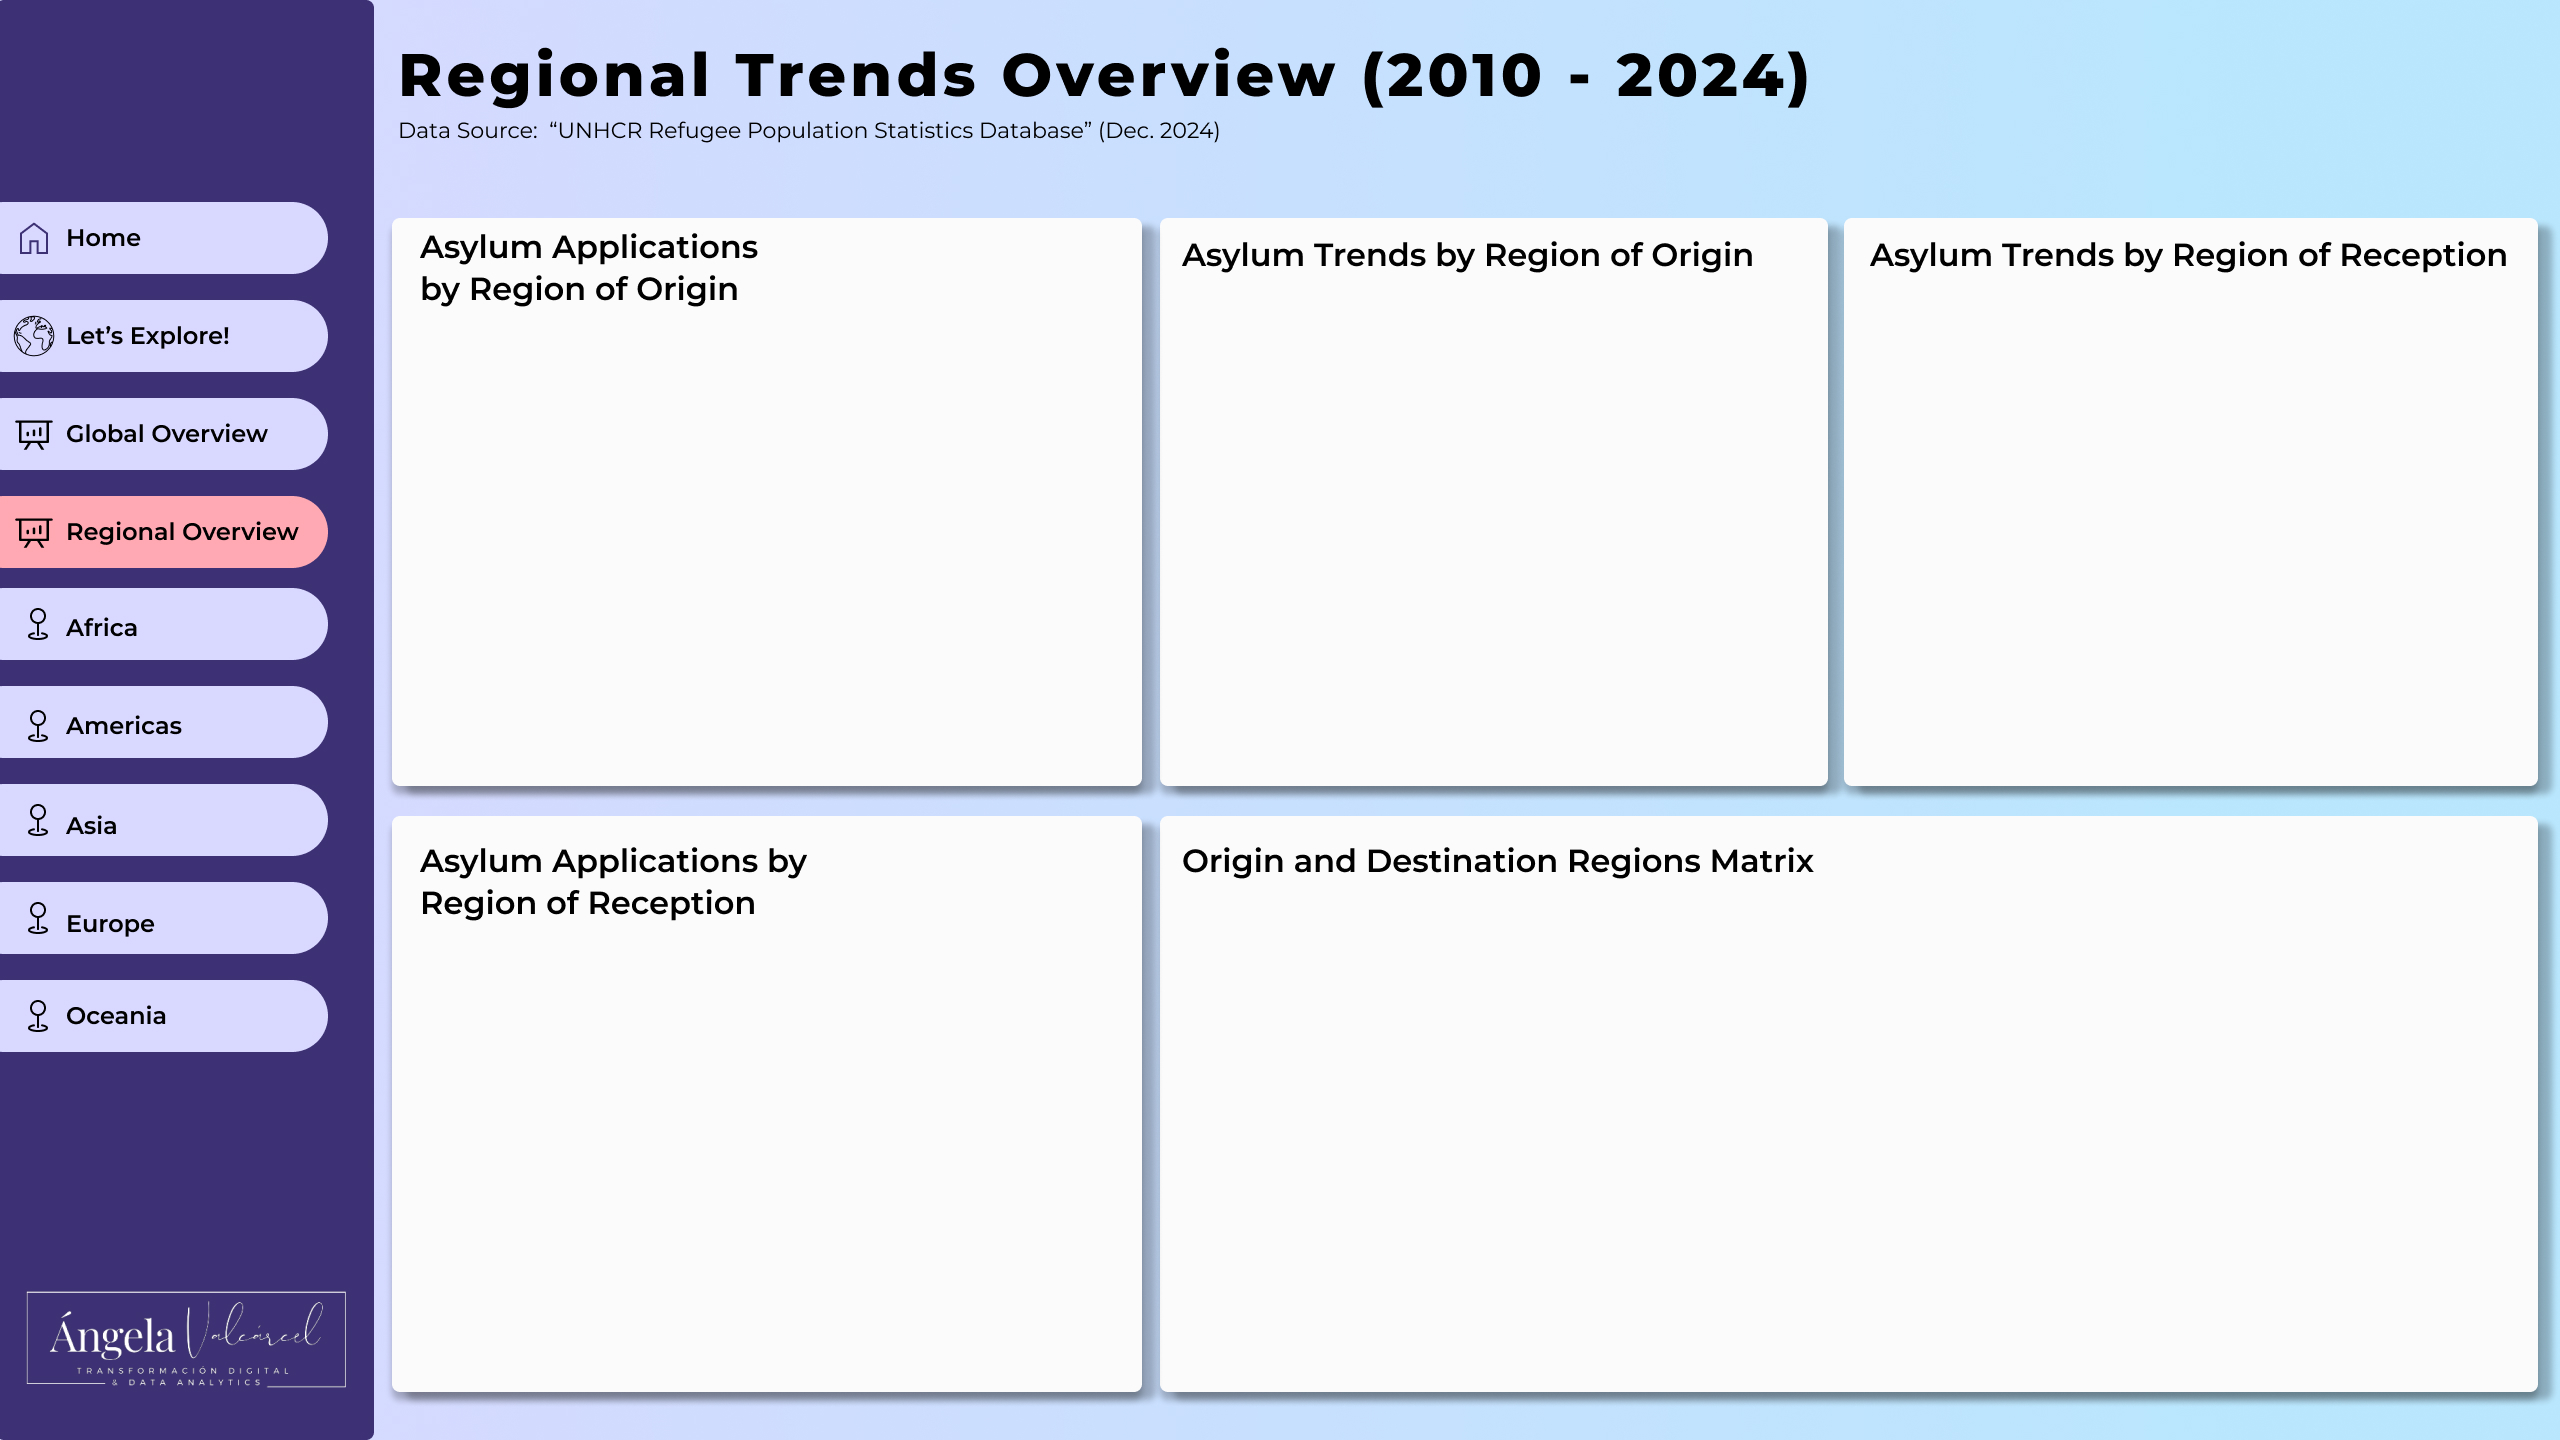 Regional Trends Overview (2010 - 2024)
Data Source: “UNHCR Refugee Population Statistics Database” (Dec. 2024)
Home
Let’s Explore!
Global Overview
Regional Overview
Africa
Americas
Asia
Europe
Oceania
Ángela Valcárcel
TRANSFORMACIÓN DIGITAL
& DATA ANALYTICS
Asylum Applications
by Region of Origin
Asylum Trends by Region of Origin
Asylum Trends by Region of Reception
Asylum Applications by
Region of Reception
Origin and Destination Regions Matrix